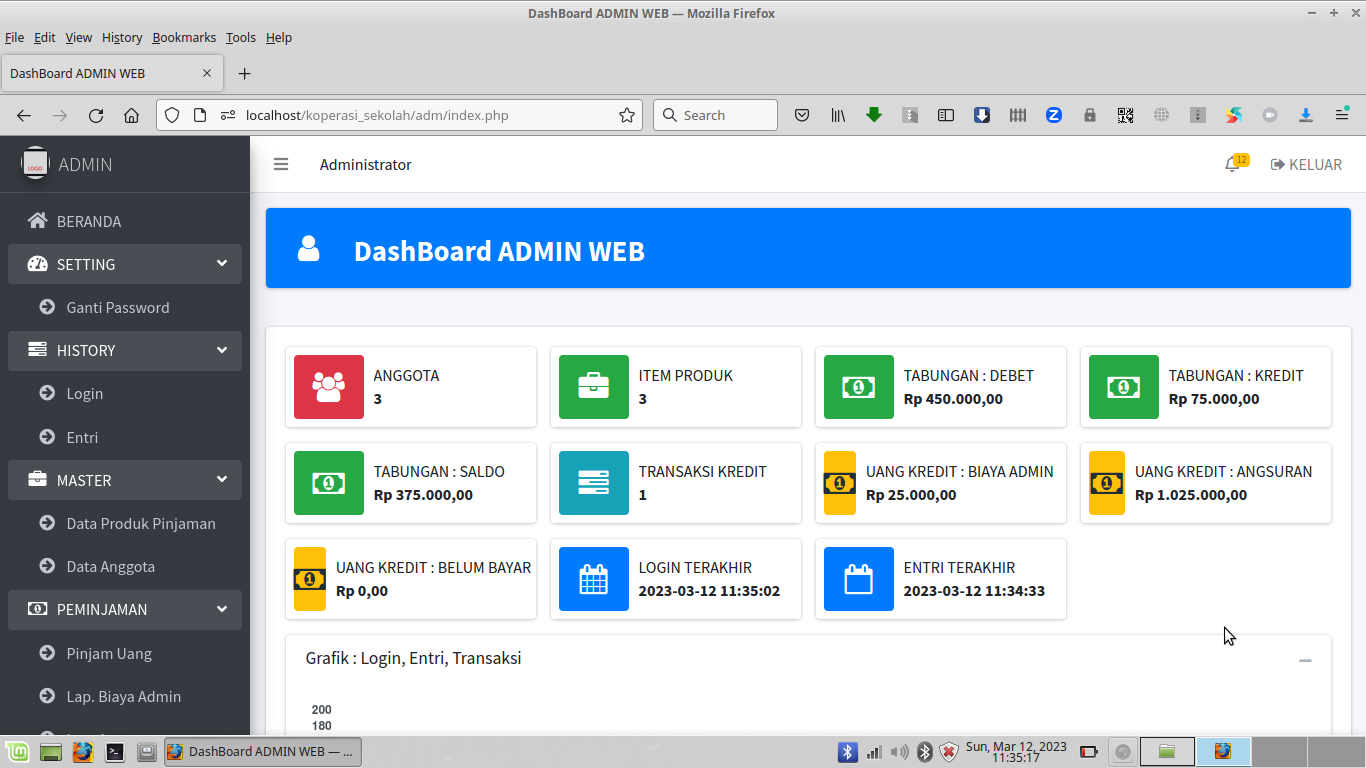 DashBoard ADMIN WEB — Mozilla Firefox
File Edit View History Bookmarks Tools Help
DashBoard ADMIN WEB
localhost/koperasi_sekolah/adm/index.php
Search
LOGO
ADMIN
Administrator
12
KELUAR
BERANDA
SETTING
Ganti Password
HISTORY
Login
Entri
MASTER
Data Produk Pinjaman
Data Anggota
PEMINJAMAN
Pinjam Uang
Lap. Biaya Admin
DashBoard ADMIN WEB
ANGGOTA
3
ITEM PRODUK
3
TABUNGAN : DEBET
Rp 450.000,00
TABUNGAN : KREDIT
Rp 75.000,00
TABUNGAN : SALDO
Rp 375.000,00
TRANSAKSI KREDIT
1
UANG KREDIT : BIAYA ADMIN
Rp 25.000,00
UANG KREDIT : ANGSURAN
Rp 1.025.000,00
UANG KREDIT : BELUM BAYAR
Rp 0,00
LOGIN TERAKHIR
2023-03-12 11:35:02
ENTRI TERAKHIR
2023-03-12 11:34:33
Grafik : Login, Entri, Transaksi
200
180
DashBoard ADMIN WEB — ...
Sun, Mar 12, 2023
11:35:17